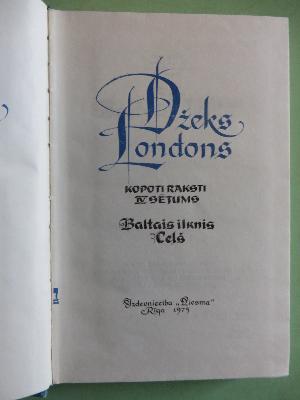 Džeks
Londons
KOPOTI RAKSTI
IV SĒJUMS
Baltais ilknis
Ceļš
Izdevniecība „Liesma"
Rīga 1975